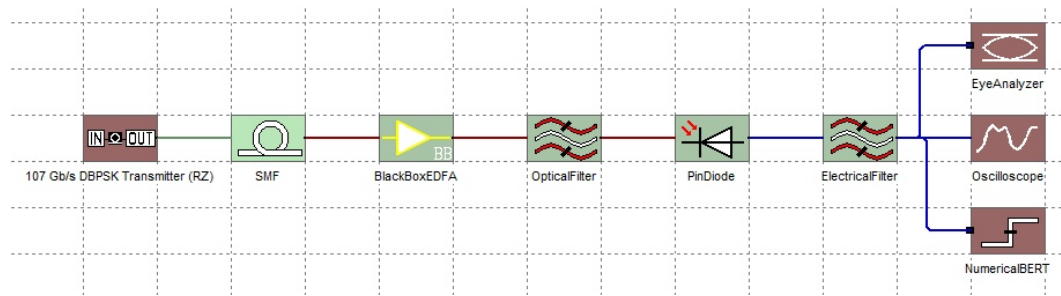 EyeAnalyzer
IN OUT
BB
107 Gb/s DBPSK Transmitter (RZ) SMF BlackBoxEDFA OpticalFilter PinDiode ElectricalFilter Oscilloscope
NumericalBERT